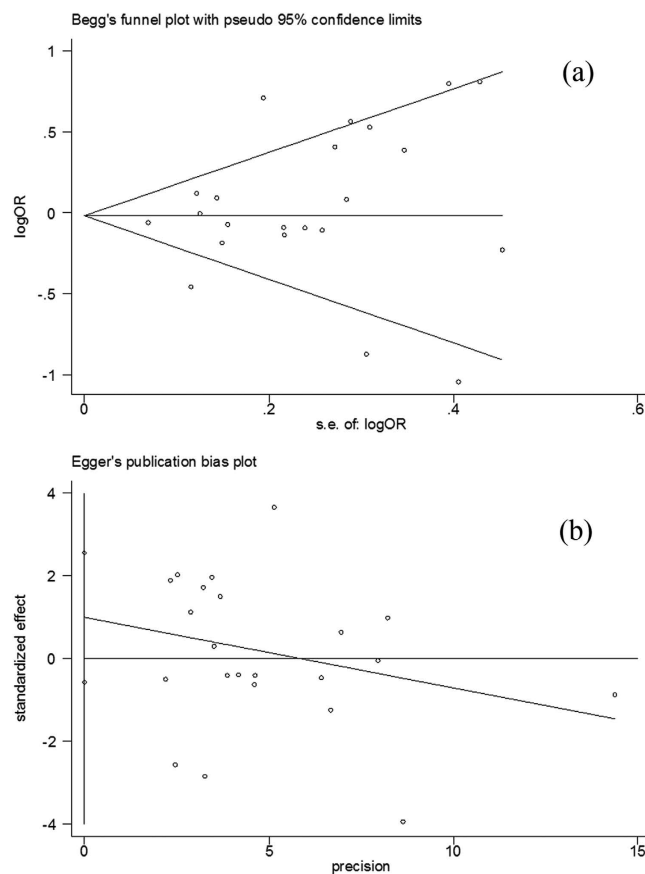 Begg's funnel plot with pseudo 95% confidence limits
(a)
1
.5
0
-.5
-1
logOR
0 .2 .4 .6
s.e. of: logOR
Egger's publication bias plot
(b)
4
2
0
-2
-4
standardized effect
0 5 10 15
precision